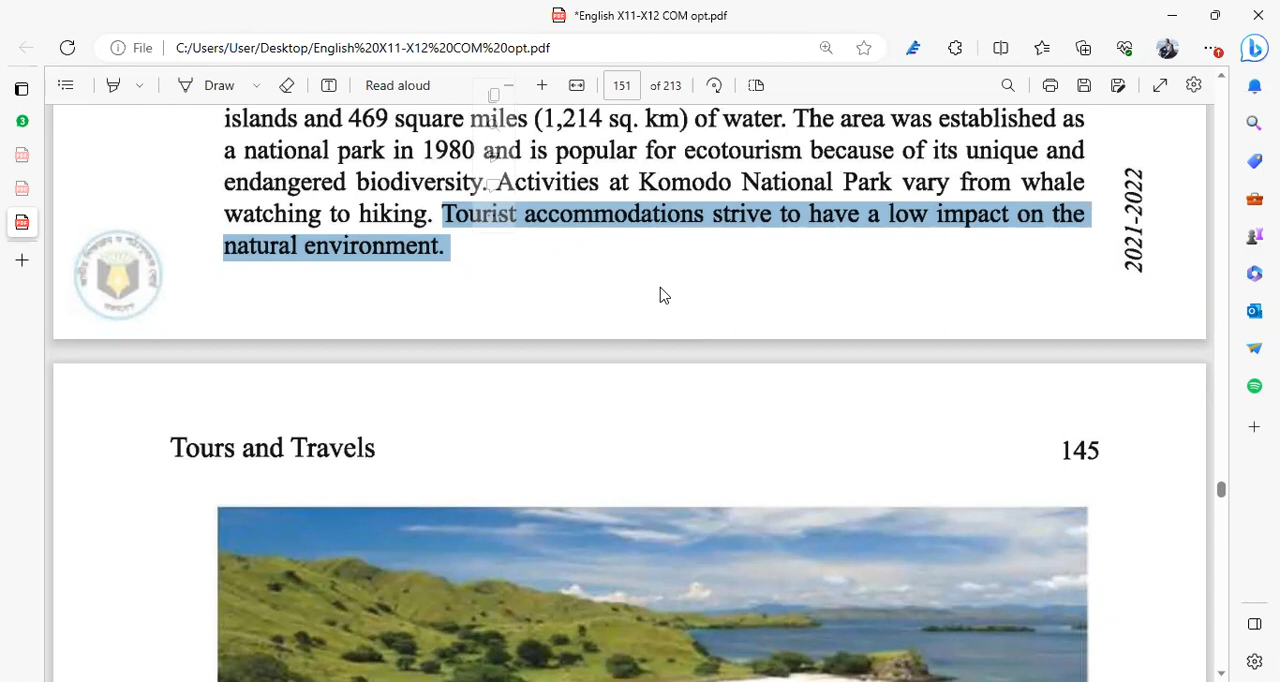 *English X11-X12 COM opt.pdf
File
C:/Users/User/Desktop/English%20X11-X12%20COM%20opt.pdf
Draw
Read aloud
151 of 213
islands and 469 square miles (1,214 sq. km) of water. The area was established as
a national park in 1980 and is popular for ecotourism because of its unique and
endangered biodiversity. Activities at Komodo National Park vary from whale
watching to hiking. Tourist accommodations strive to have a low impact on the
natural environment.
2021-2022
Tours and Travels
145